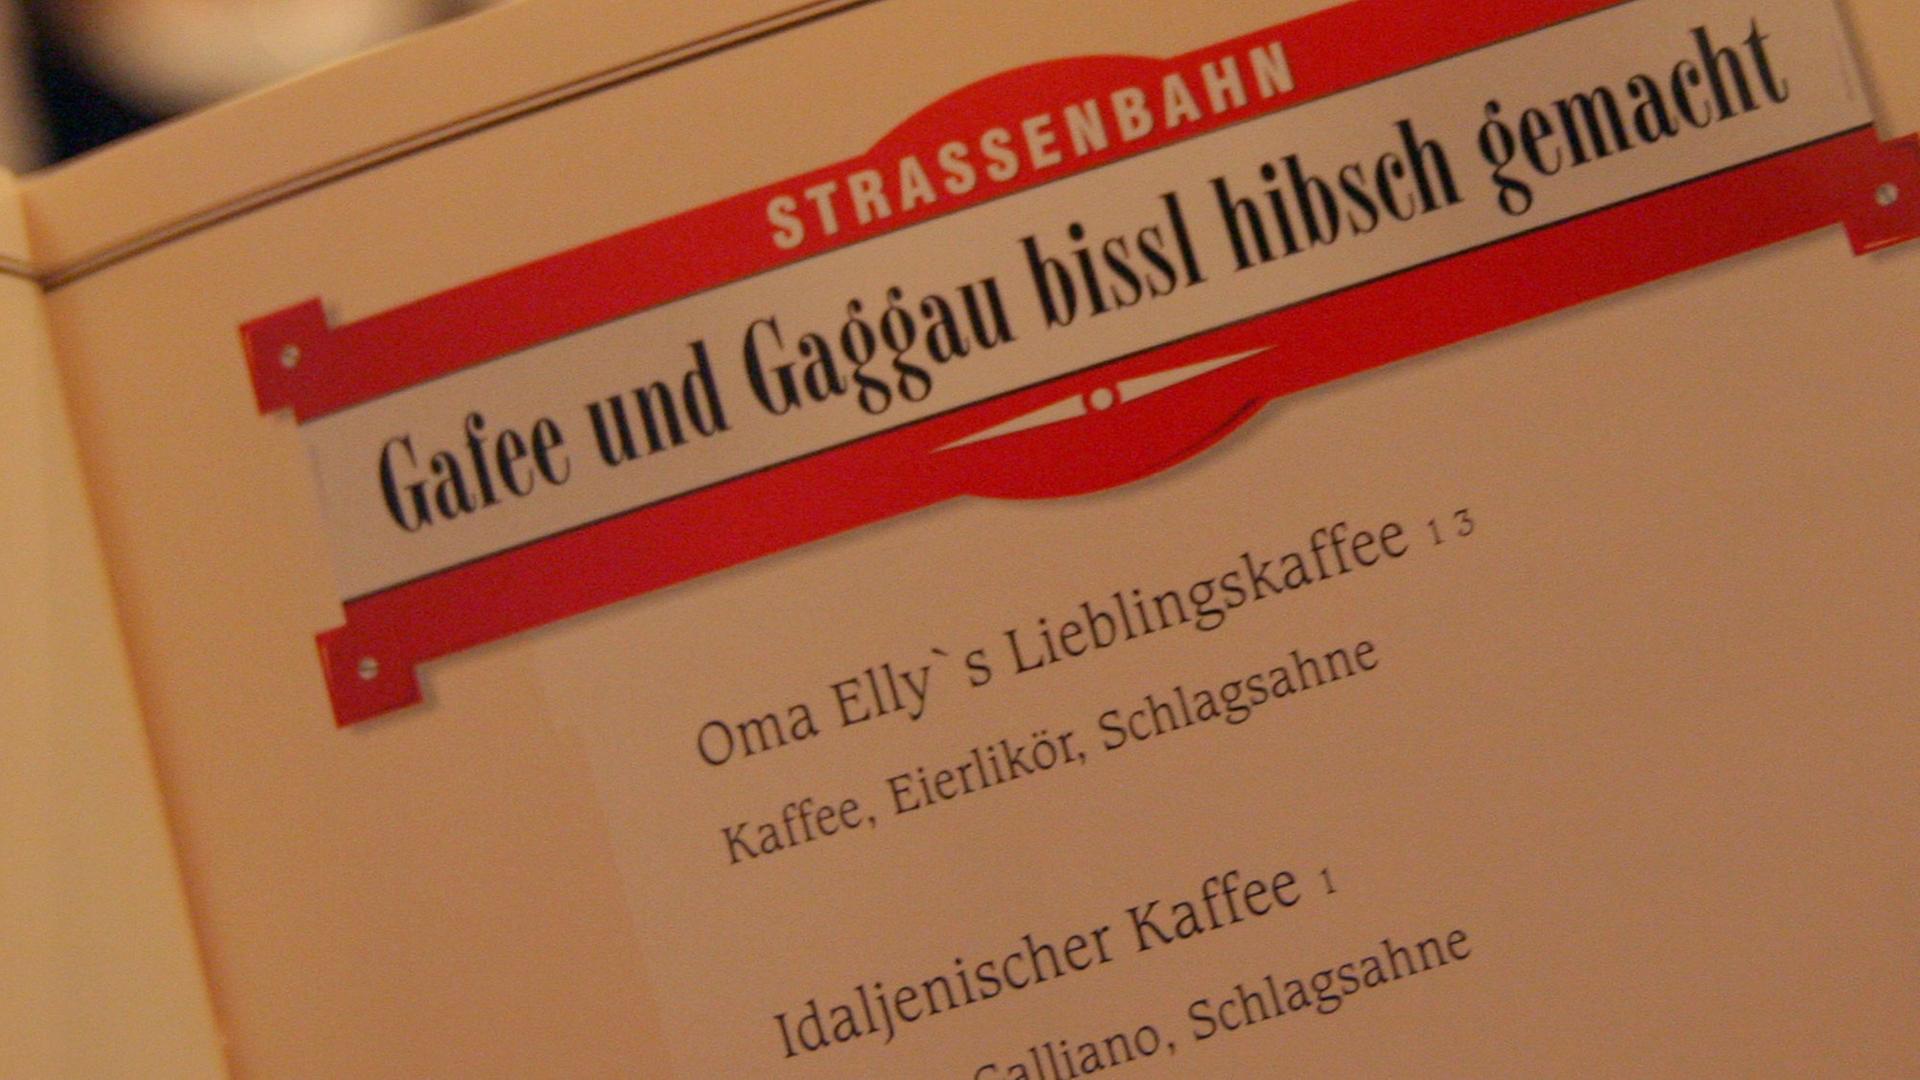 STRASSENBAHN
Gafee und Gaggau bissl hibsch gemacht
Oma Elly`s Lieblingskaffee 1 3
Kaffee, Eierlikör, Schlagsahne
Idaljenischer Kaffee 1
Galliano, Schlagsahne